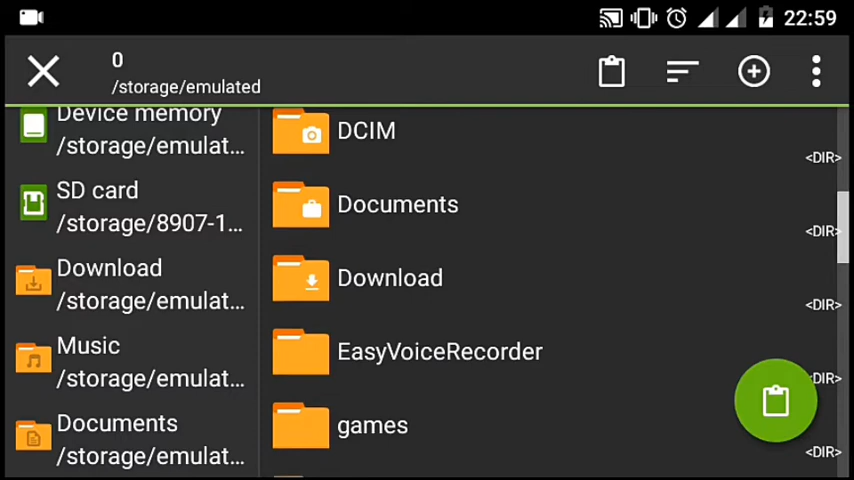 22:59
0
/storage/emulated
Device memory
/storage/emulat...
SD card
/storage/8907-1...
Download
/storage/emulat...
Music
/storage/emulat...
Documents
/storage/emulat...
DCIM
<DIR>
Documents
<DIR>
Download
<DIR>
EasyVoiceRecorder
<DIR>
games
<DIR>